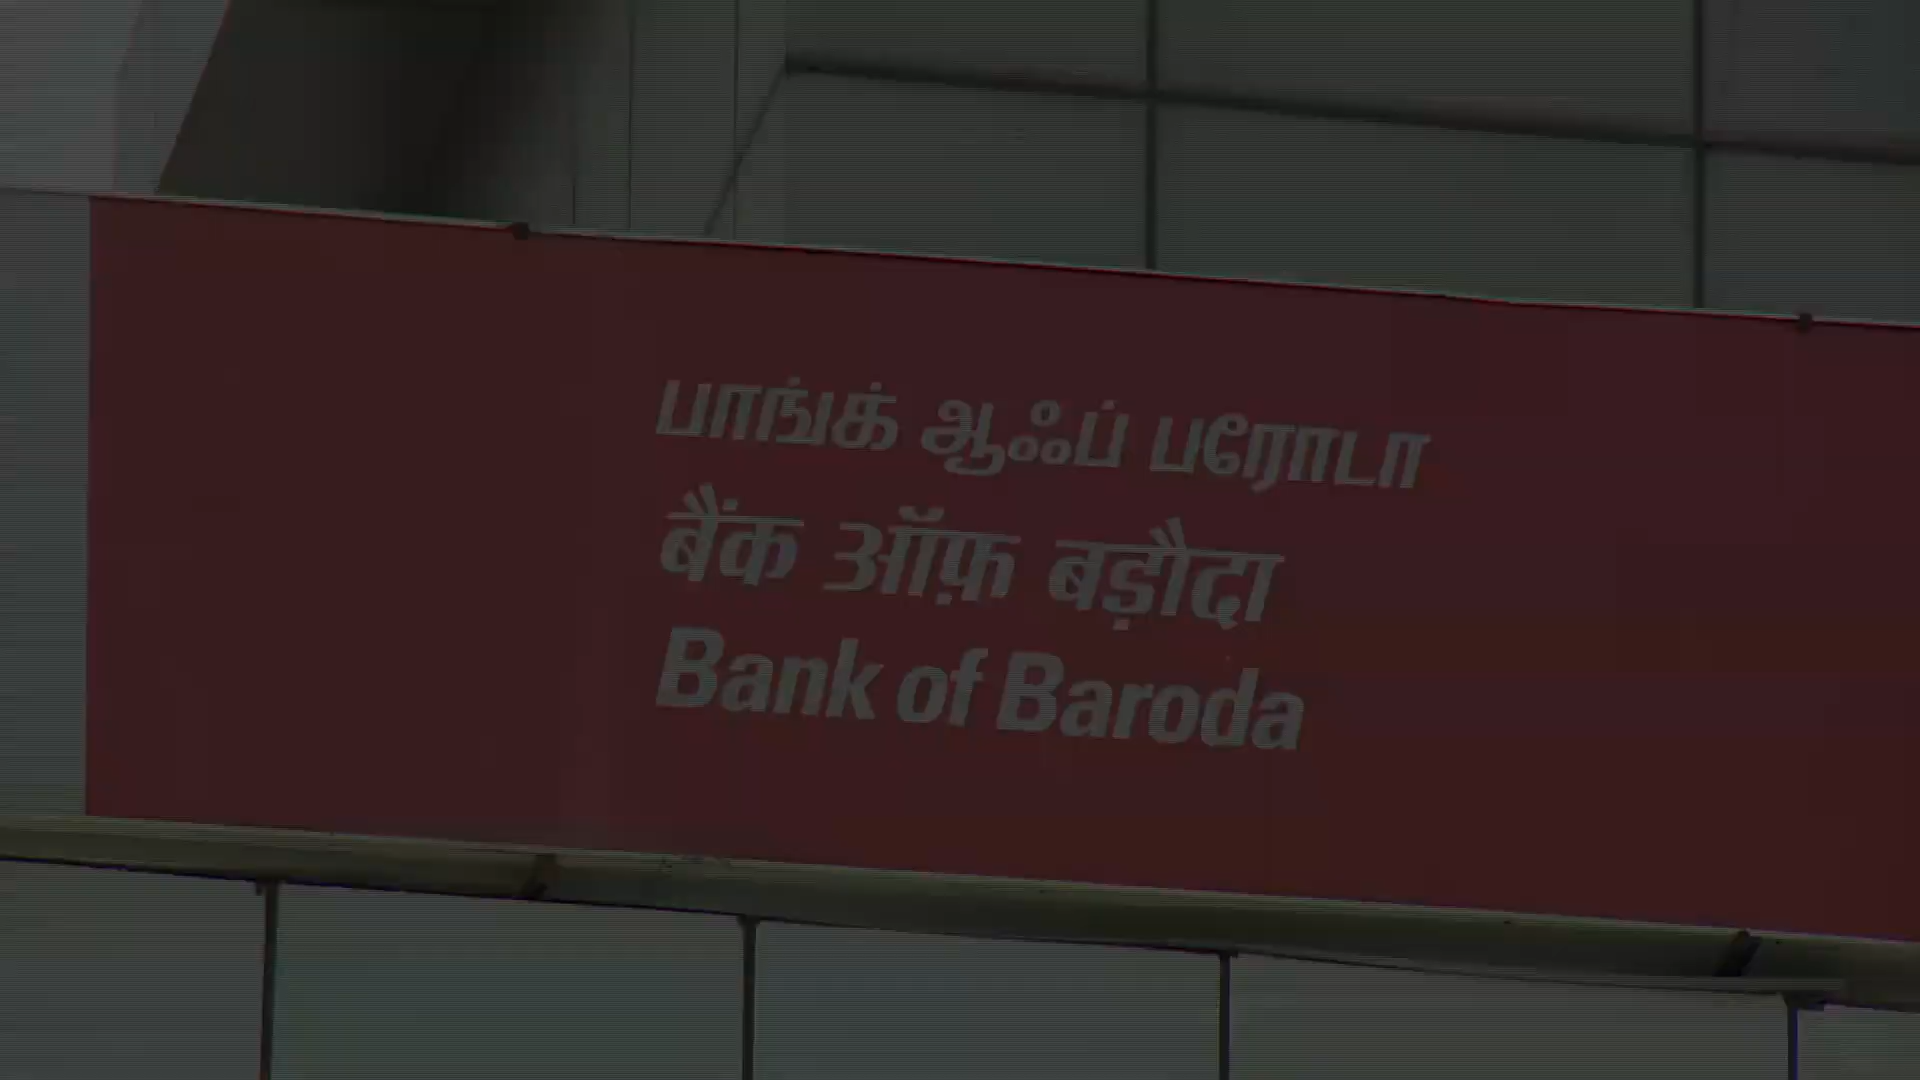 பாங்க் ஆஃப் பரோடா
बैंक ऑफ़ बड़ौदा
Bank of Baroda